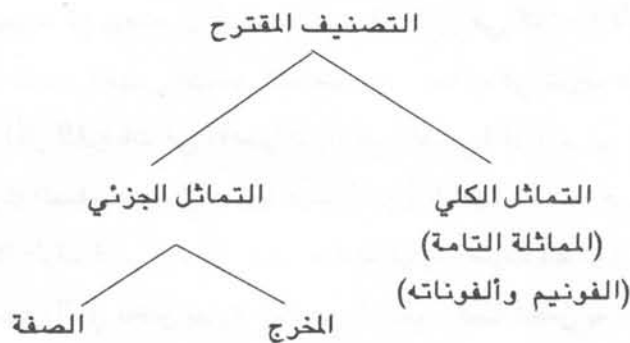 التصنيف المقترح
التماثل الكلي التماثل الجزئي
(المماثلة التامة)
(الفونيم وألفوناته)
المخرج الصفة